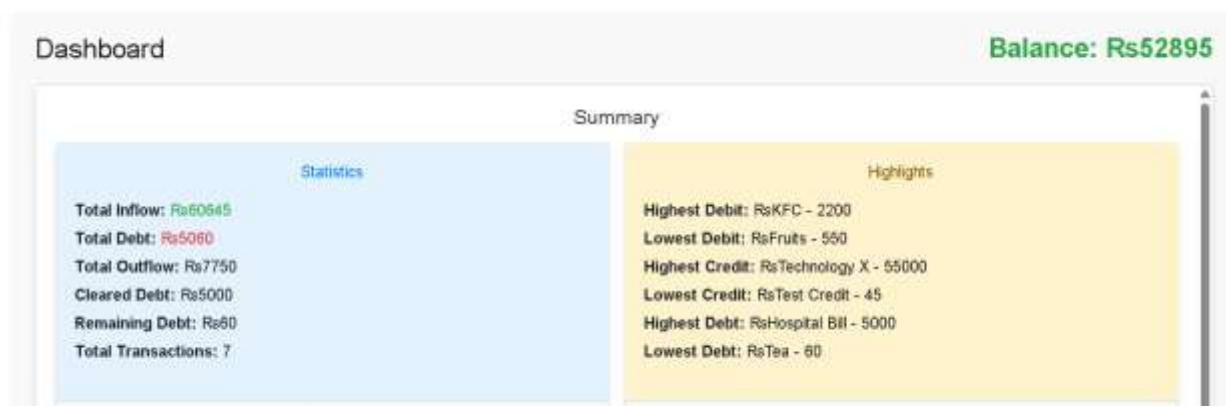 Dashboard
Balance: Rs52895
Summary
Statistics
Total Inflow: Rs60645
Total Debt: Rs5060
Total Outflow: Rs7750
Cleared Debt: Rs5000
Remaining Debt: Rs60
Total Transactions: 7
Highlights
Highest Debit: RsKFC - 2200
Lowest Debit: RsFruits - 550
Highest Credit: RsTechnology X - 55000
Lowest Credit: RsTest Credit - 45
Highest Debt: RsHospital Bill - 5000
Lowest Debt: RsTea - 60